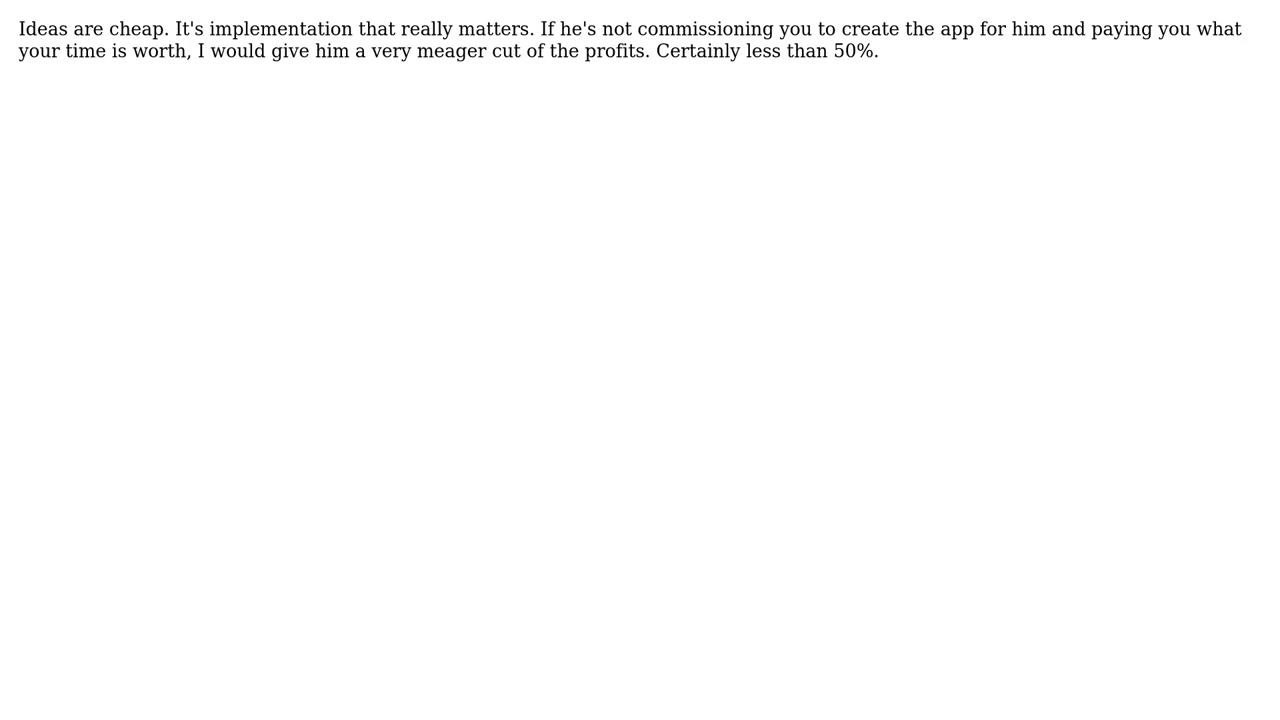 Ideas are cheap. It's implementation that really matters. If he's not commissioning you to create the app for him and paying you what
your time is worth, I would give him a very meager cut of the profits. Certainly less than 50%.